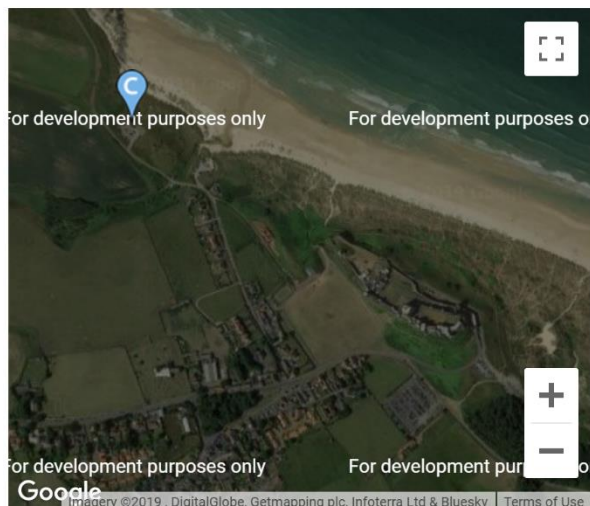 C
For development purposes only
For development purposes o
For development purposes only
For development purp o
Google
Imagery ©2019 , DigitalGlobe, Getmapping plc, Infoterra Ltd & Bluesky
Terms of Use